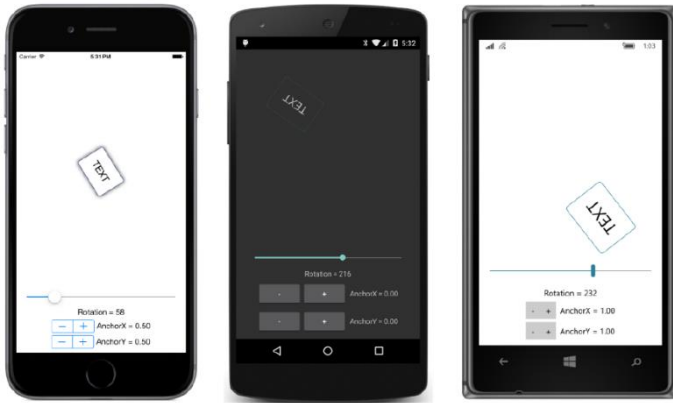 Carrier 5:31 PM
TEXT
Rotation = 58
− + AnchorX = 0.50
− + AnchorY = 0.50
5:32
TEXT
Rotation = 216
- + AnchorX = 0.00
- + AnchorY = 0.00
1:03
TEXT
Rotation = 232
- + AnchorX = 1.00
- + AnchorY = 1.00